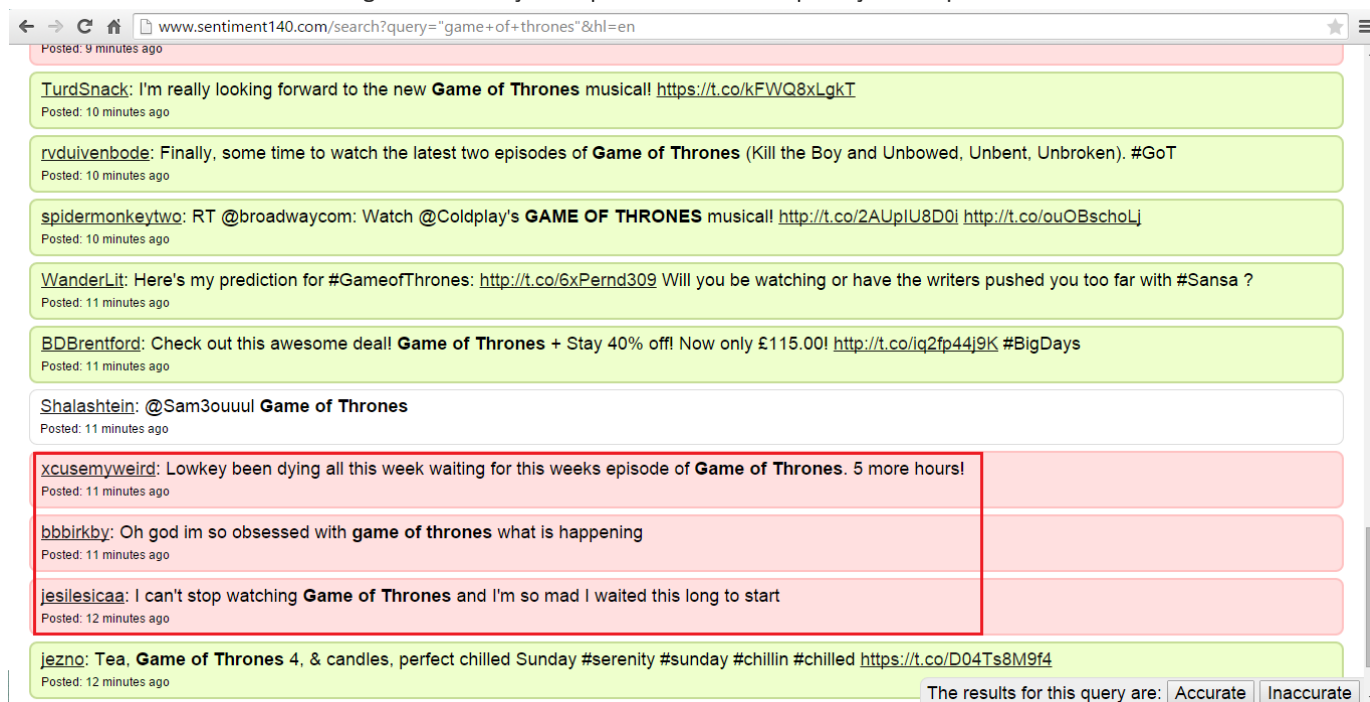 www.sentiment140.com/search?query="game+of+thrones"&hl=en
Posted: 9 minutes ago
TurdSnack: I'm really looking forward to the new Game of Thrones musical! https://t.co/kFWQ8xLgkT
Posted: 10 minutes ago
rvduivenbode: Finally, some time to watch the latest two episodes of Game of Thrones (Kill the Boy and Unbowed, Unbent, Unbroken). #GoT
Posted: 10 minutes ago
spidermonkeytwo: RT @broadwaycom: Watch @Coldplay's GAME OF THRONES musical! http://t.co/2AUpIU8D0i http://t.co/ouOBschoLj
Posted: 10 minutes ago
WanderLit: Here's my prediction for #GameofThrones: http://t.co/6xPernd309 Will you be watching or have the writers pushed you too far with #Sansa ?
Posted: 11 minutes ago
BDBrentford: Check out this awesome deal! Game of Thrones + Stay 40% off! Now only £115.00! http://t.co/iq2fp44j9K #BigDays
Posted: 11 minutes ago
Shalashtein: @Sam3ouuul Game of Thrones
Posted: 11 minutes ago
xcusemyweird: Lowkey been dying all this week waiting for this weeks episode of Game of Thrones. 5 more hours!
Posted: 11 minutes ago
bbbirkby: Oh god im so obsessed with game of thrones what is happening
Posted: 11 minutes ago
jesilesicaa: I can't stop watching Game of Thrones and I'm so mad I waited this long to start
Posted: 12 minutes ago
jezno: Tea, Game of Thrones 4, & candles, perfect chilled Sunday #serenity #sunday #chillin #chilled https://t.co/D04Ts8M9f4
Posted: 12 minutes ago
The results for this query are: Accurate Inaccurate